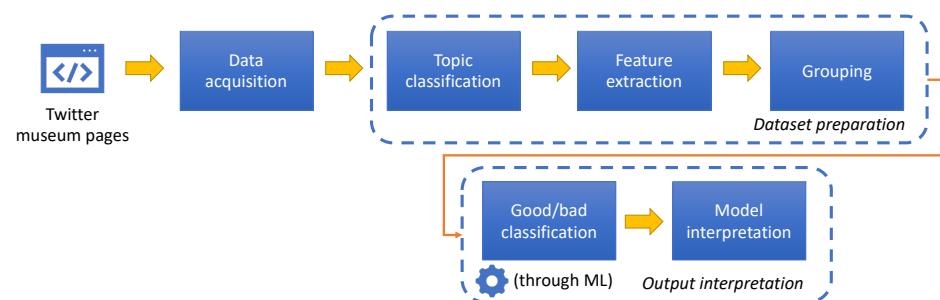 </>
Twitter
museum pages
Data
acquisition
Topic
classification
Feature
extraction
Grouping
Dataset preparation
Good/bad
classification
(through ML)
Model
interpretation
Output interpretation